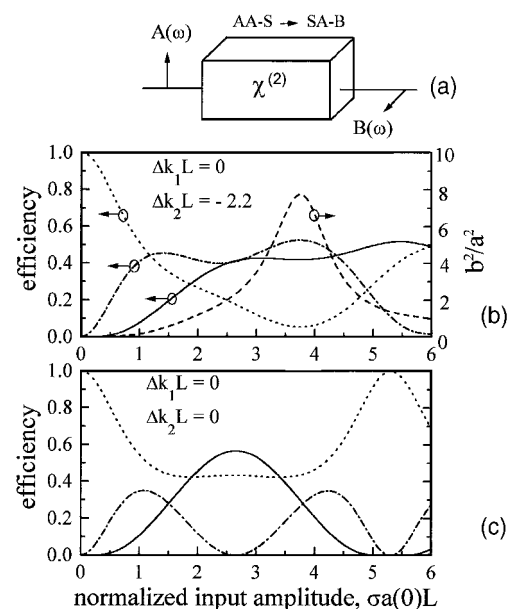 AA-S → SA-B
A(ω)
χ(2)
(a)
B(ω)
1.0 0.8 0.6 0.4 0.2 0.0
efficiency
Δk1L = 0
Δk2L = - 2.2
10 8 6 4 2 0
b²/a²
0 1 2 3 4 5 6
(b)
1.0 0.8 0.6 0.4 0.2 0.0
efficiency
Δk1L = 0
Δk2L = 0
(c)
0 1 2 3 4 5 6
normalized input amplitude, σa(0)L